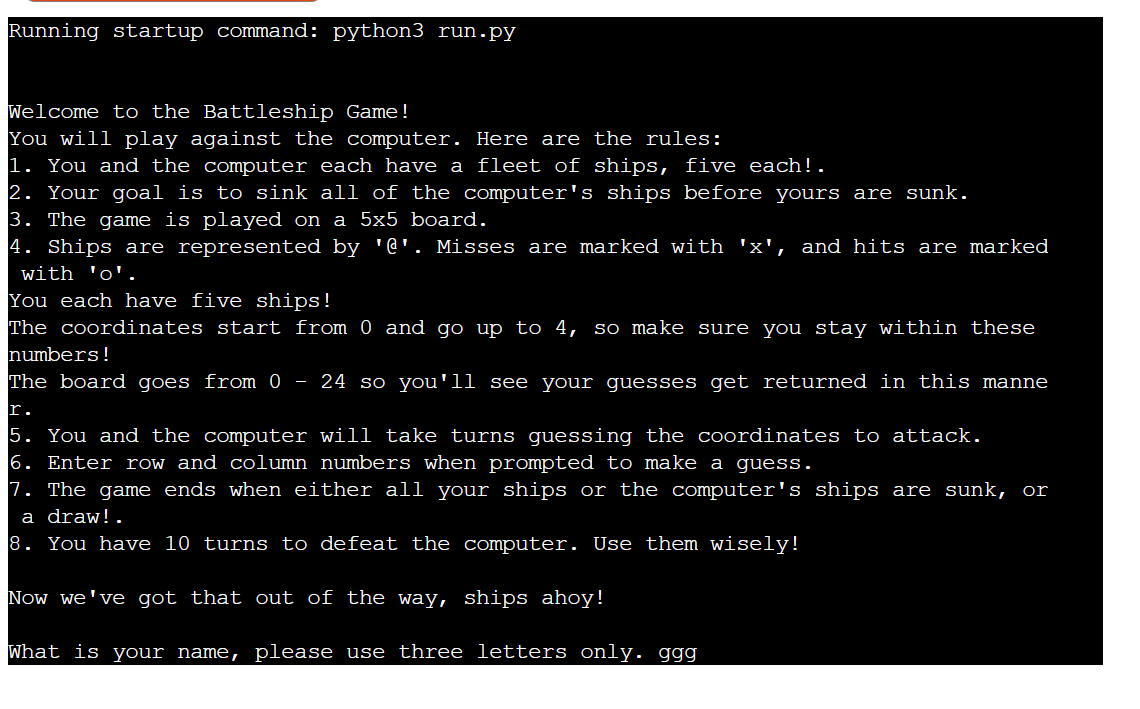 Running startup command: python3 run.py
Welcome to the Battleship Game!
You will play against the computer. Here are the rules:
1. You and the computer each have a fleet of ships, five each!.
2. Your goal is to sink all of the computer's ships before yours are sunk.
3. The game is played on a 5x5 board.
4. Ships are represented by '@'. Misses are marked with 'x', and hits are marked
with 'o'.
You each have five ships!
The coordinates start from 0 and go up to 4, so make sure you stay within these
numbers!
The board goes from 0 - 24 so you'll see your guesses get returned in this manne
r.
5. You and the computer will take turns guessing the coordinates to attack.
6. Enter row and column numbers when prompted to make a guess.
7. The game ends when either all your ships or the computer's ships are sunk, or
a draw!.
8. You have 10 turns to defeat the computer. Use them wisely!
Now we've got that out of the way, ships ahoy!
What is your name, please use three letters only. ggg